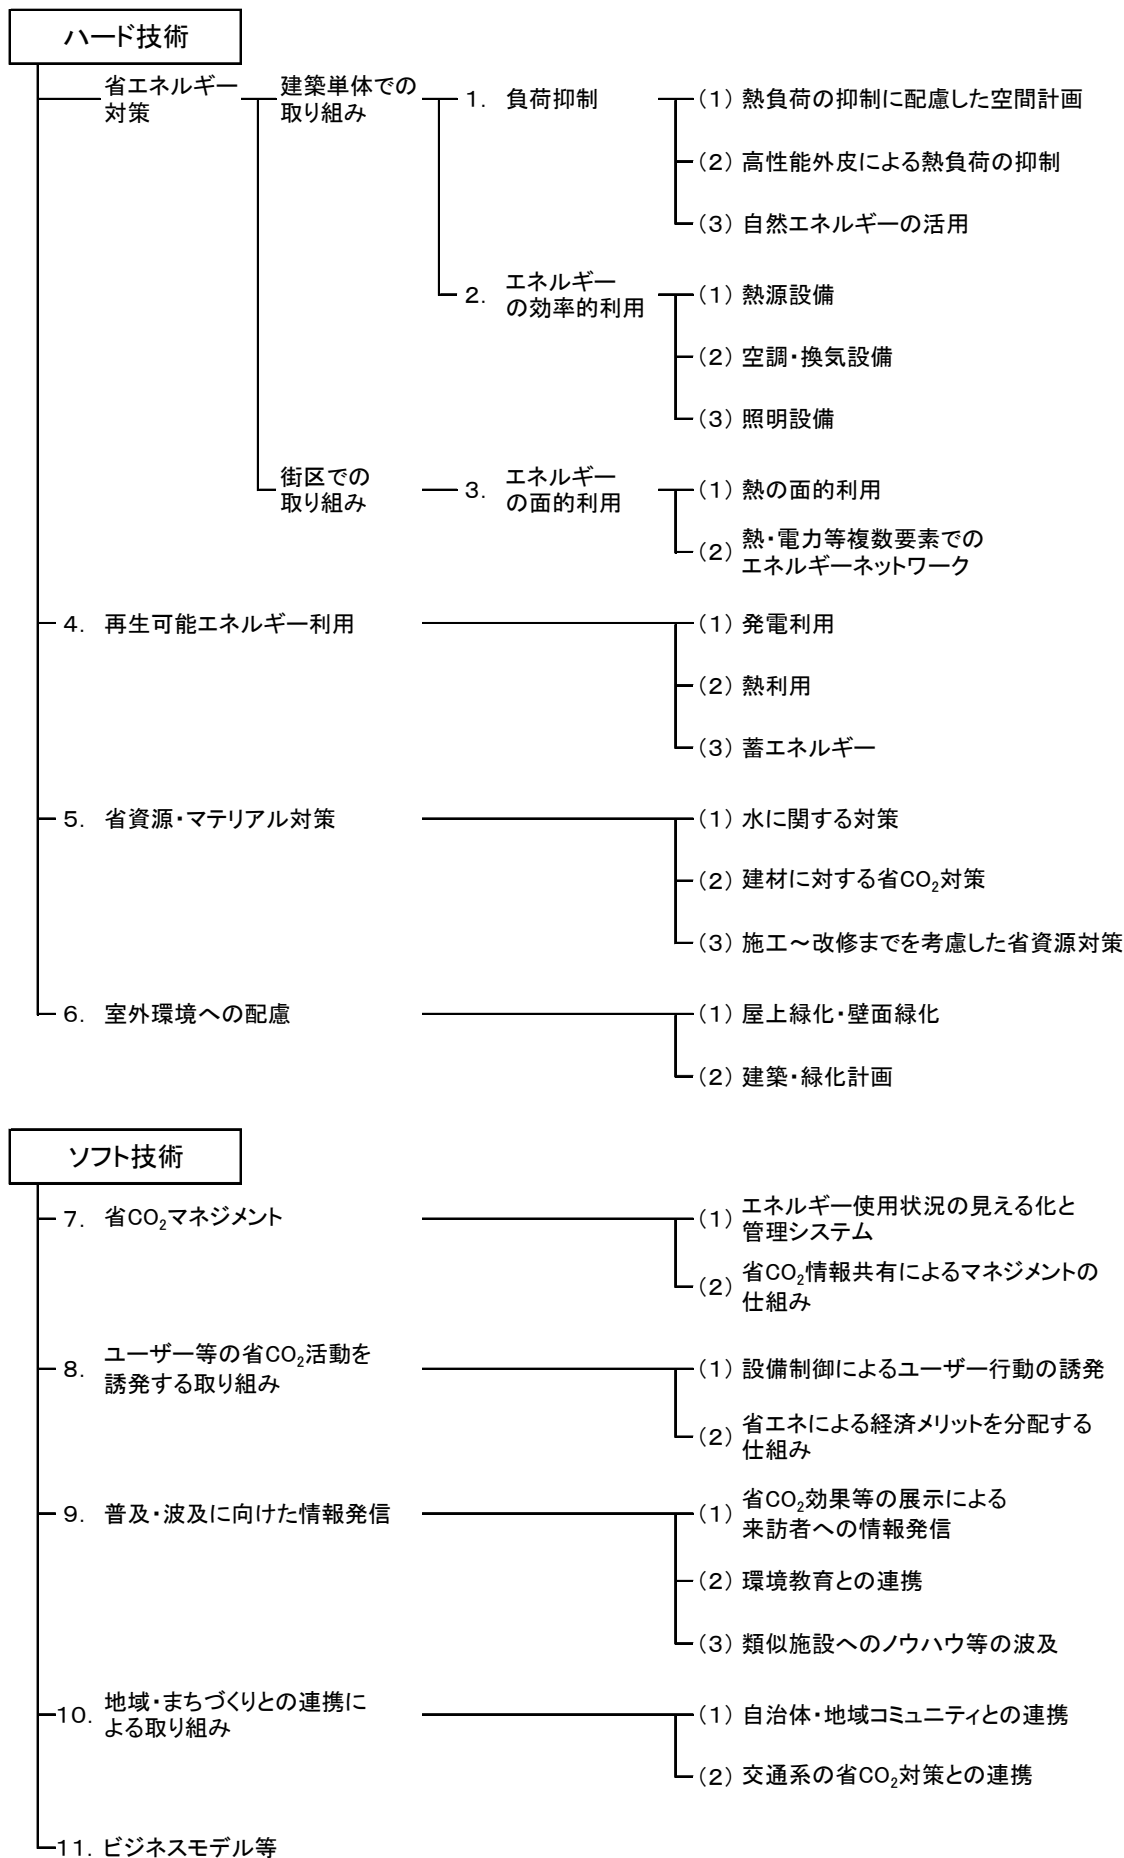 ハード技術
省エネルギー
対策
建築単体での
取り組み
1. 負荷抑制
(1) 熱負荷の抑制に配慮した空間計画
(2) 高性能外皮による熱負荷の抑制
(3) 自然エネルギーの活用
2. エネルギー
の効率的利用
(1) 熱源設備
(2) 空調・換気設備
(3) 照明設備
街区での
取り組み
3. エネルギー
の面的利用
(1) 熱の面的利用
(2) 熱・電力等複数要素での
エネルギーネットワーク
4. 再生可能エネルギー利用
(1) 発電利用
(2) 熱利用
(3) 蓄エネルギー
5. 省資源・マテリアル対策
(1) 水に関する対策
(2) 建材に対する省CO₂対策
(3) 施工～改修までを考慮した省資源対策
6. 室外環境への配慮
(1) 屋上緑化・壁面緑化
(2) 建築・緑化計画
ソフト技術
7. 省CO₂マネジメント
(1) エネルギー使用状況の見える化と
管理システム
(2) 省CO₂情報共有によるマネジメントの
仕組み
8. ユーザー等の省CO₂活動を
誘発する取り組み
(1) 設備制御によるユーザー行動の誘発
(2) 省エネによる経済メリットを分配する
仕組み
9. 普及・波及に向けた情報発信
(1) 省CO₂効果等の展示による
来訪者への情報発信
(2) 環境教育との連携
(3) 類似施設へのノウハウ等の波及
10. 地域・まちづくりとの連携に
よる取り組み
(1) 自治体・地域コミュニティとの連携
(2) 交通系の省CO₂対策との連携
11. ビジネスモデル等